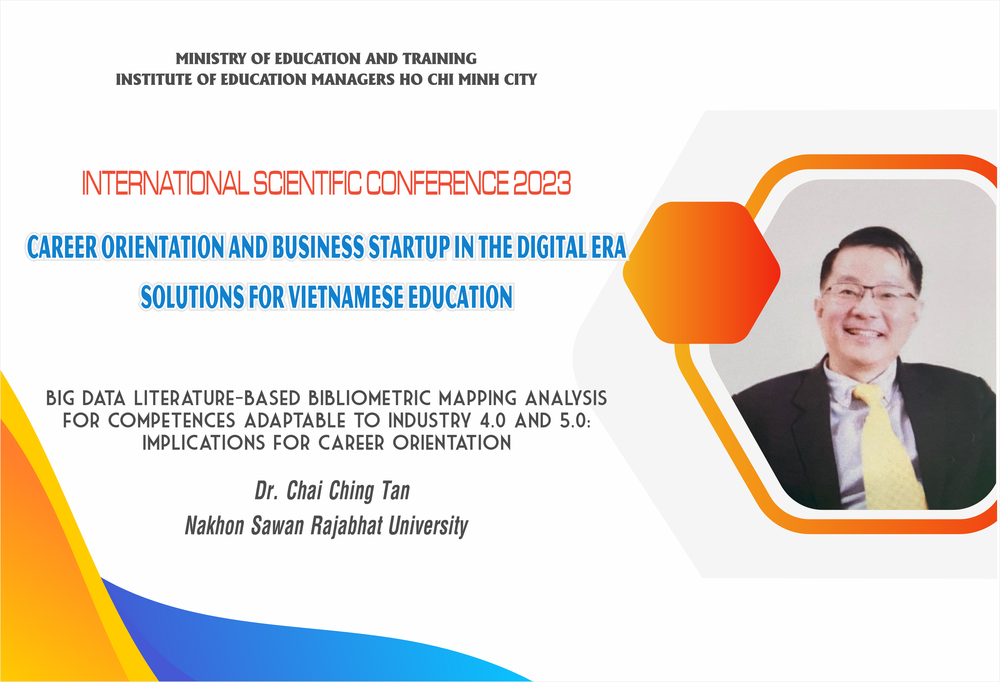 MINISTRY OF EDUCATION AND TRAINING
INSTITUTE OF EDUCATION MANAGERS HO CHI MINH CITY
INTERNATIONAL SCIENTIFIC CONFERENCE 2023
CAREER ORIENTATION AND BUSINESS STARTUP IN THE DIGITAL ERA
SOLUTIONS FOR VIETNAMESE EDUCATION
BIG DATA LITERATURE-BASED BIBLIOMETRIC MAPPING ANALYSIS
FOR COMPETENCES ADAPTABLE TO INDUSTRY 4.0 AND 5.0:
IMPLICATIONS FOR CAREER ORIENTATION
Dr. Chai Ching Tan
Nakhon Sawan Rajabhat University